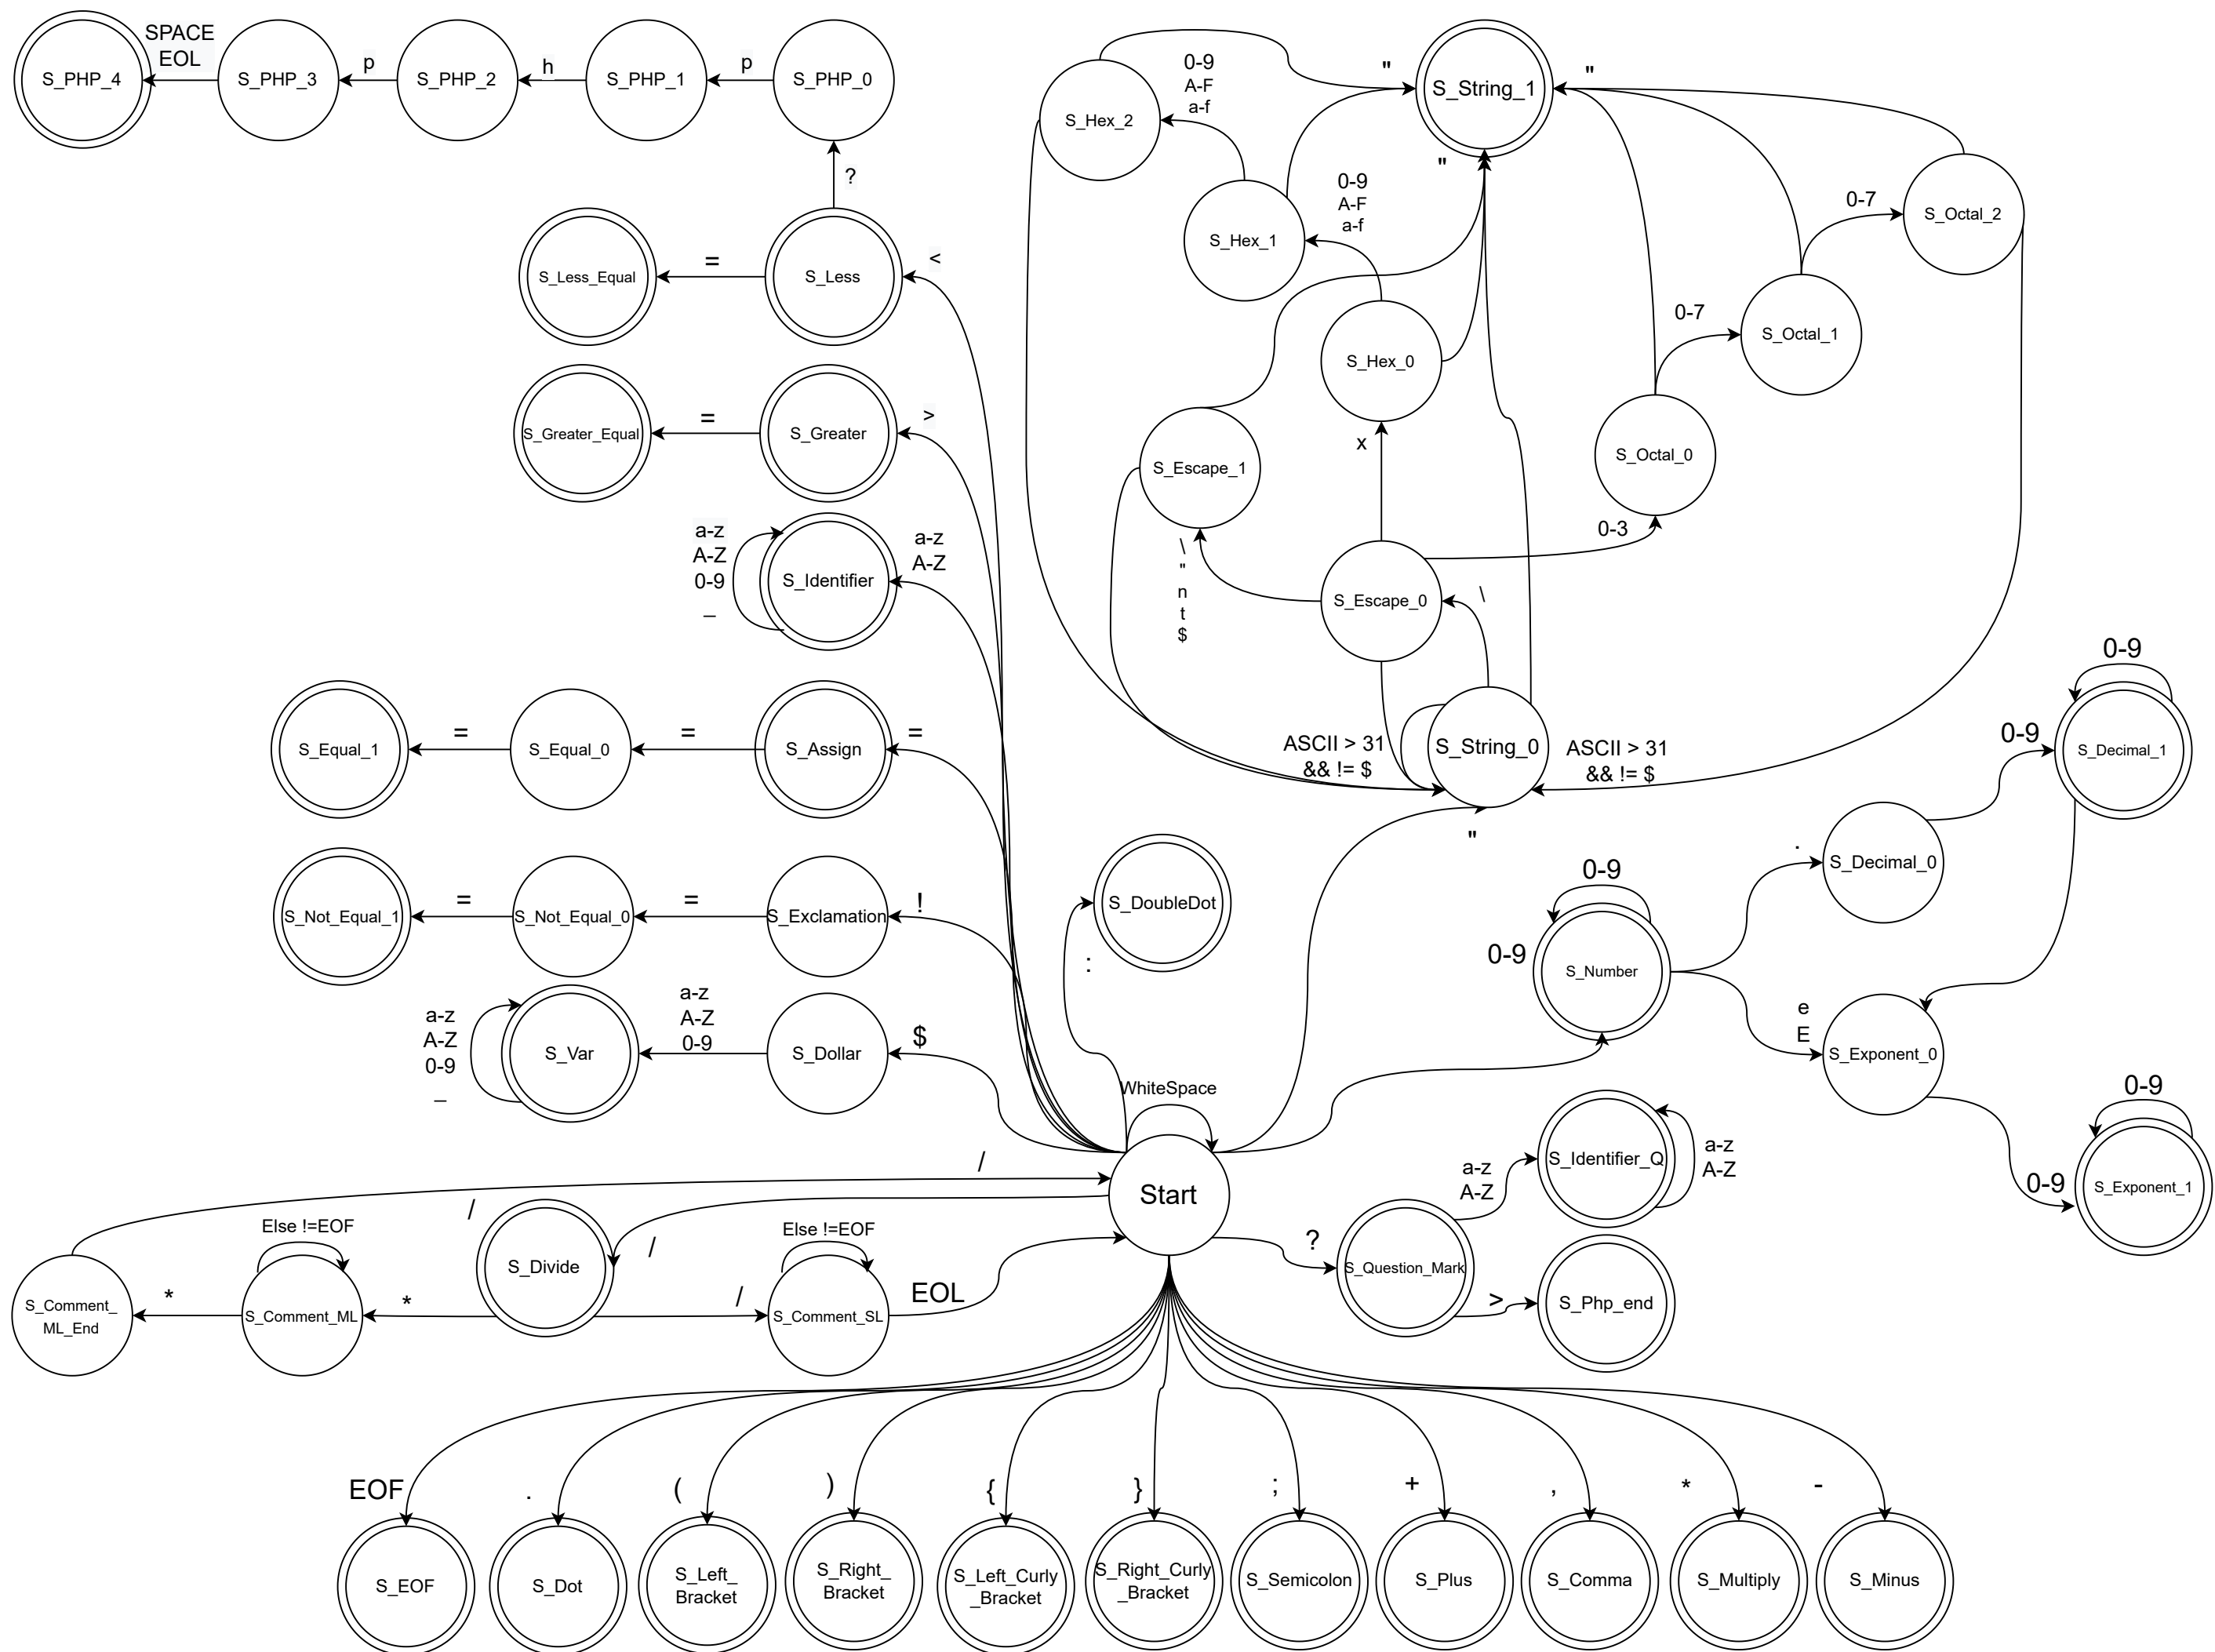 SPACE
EOL
S_PHP_4
S_PHP_3
p
S_PHP_2
h
S_PHP_1
p
S_PHP_0
?
S_Less_Equal
=
S_Less
<
S_Greater_Equal
=
S_Greater
>
a-z
A-Z
0-9
_
S_Identifier
a-z
A-Z
S_Equal_1
=
S_Equal_0
=
S_Assign
=
S_Not_Equal_1
=
S_Not_Equal_0
=
S_Exclamation
!
a-z
A-Z
0-9
_
S_Var
a-z
A-Z
0-9
S_Dollar
$
S_DoubleDot
:
WhiteSpace
Start
S_String_1
"
"
"
S_Hex_2
0-9
A-F
a-f
S_Hex_1
0-9
A-F
a-f
S_Hex_0
x
S_Escape_1
\
"
n
t
$
S_Escape_0
\
0-3
S_Octal_0
0-7
S_Octal_1
0-7
S_Octal_2
ASCII > 31
&& != $
S_String_0
ASCII > 31
&& != $
"
0-9
0-9
S_Number
.
S_Decimal_0
0-9
0-9
S_Decimal_1
e
E
S_Exponent_0
0-9
0-9
S_Exponent_1
/
/
S_Comment_
ML_End
*
Else !=EOF
S_Comment_ML
*
S_Divide
/
/
Else !=EOF
S_Comment_SL
EOL
?
S_Question_Mark
a-z
A-Z
S_Identifier_Q
a-z
A-Z
>
S_Php_end
EOF
.
(
)
{
}
;
+
,
*
-
S_EOF
S_Dot
S_Left_
Bracket
S_Right_
Bracket
S_Left_Curly
_Bracket
S_Right_Curly
_Bracket
S_Semicolon
S_Plus
S_Comma
S_Multiply
S_Minus